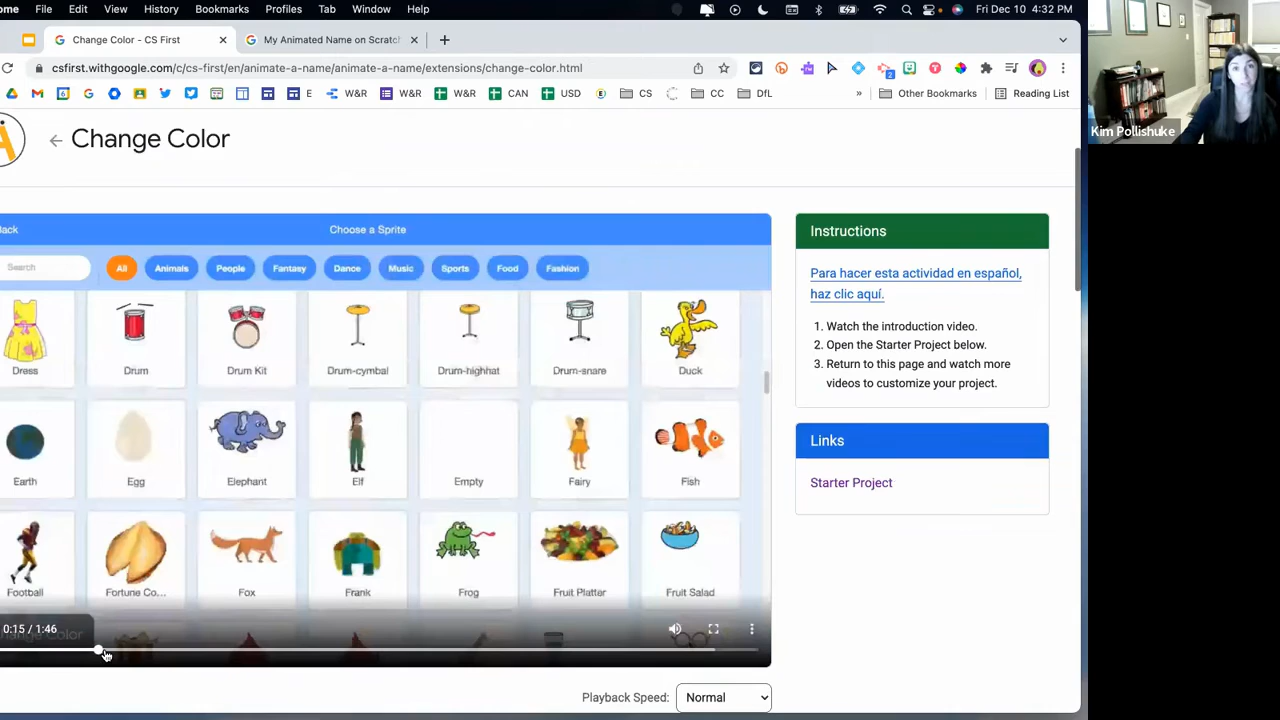 ome File Edit View History Bookmarks Profiles Tab Window Help Fri Dec 10 4:32 PM
Change Color - CS First My Animated Name on Scratch
csfirst.withgoogle.com/c/cs-first/en/animate-a-name/animate-a-name/extensions/change-color.html
E W&R W&R W&R CAN USD CS CC DfL » Other Bookmarks Reading List
Kim Pollishuke
Change Color
Back Choose a Sprite
Search All Animals People Fantasy Dance Music Sports Food Fashion
Dress Drum Drum Kit Drum-cymbal Drum-highhat Drum-snare Duck
Earth Egg Elephant Elf Empty Fairy Fish
Football Fortune Co... Fox Frank Frog Fruit Platter Fruit Salad
0:15 / 1:46
Playback Speed: Normal
Instructions
Para hacer esta actividad en español,
haz clic aquí.
1. Watch the introduction video.
2. Open the Starter Project below.
3. Return to this page and watch more
videos to customize your project.
Links
Starter Project